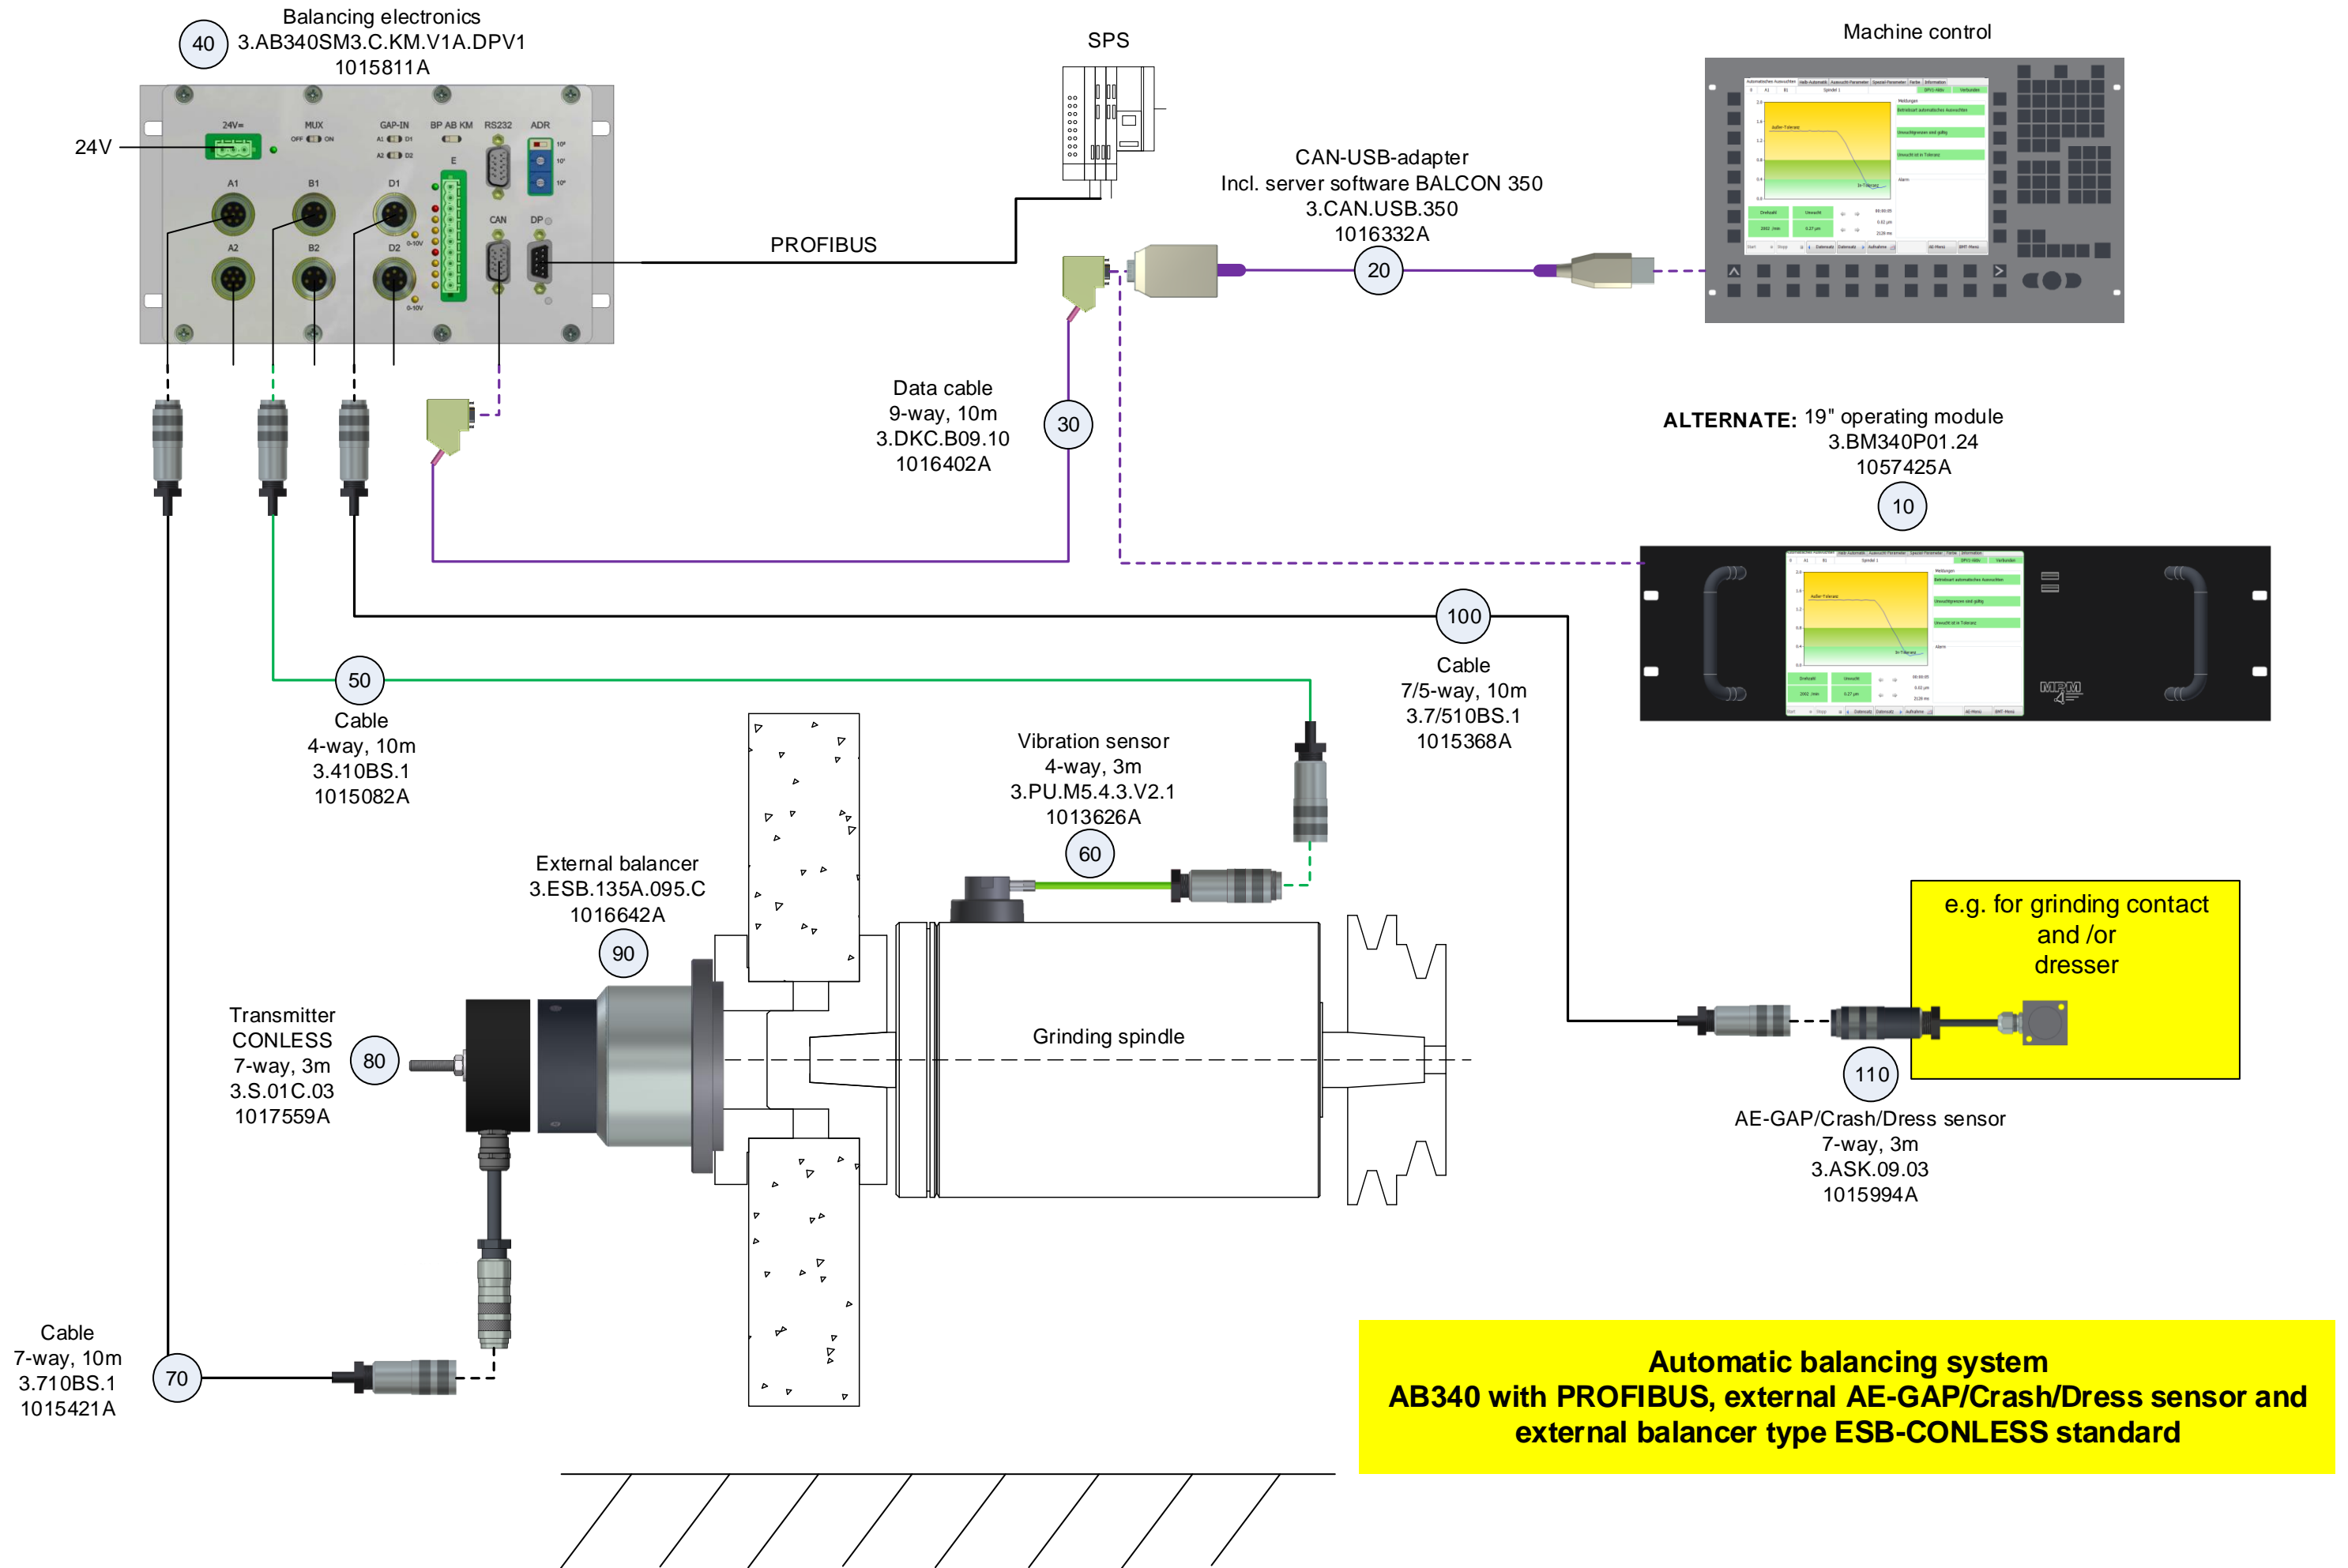 Balancing electronics
3.AB340SM3.C.KM.V1A.DPV1
1015811A
40
24V
24V=
MUX
OFF ON
GAP-IN
A1 D1
A2 D2
BP AB KM
RS232
ADR
E
A1
B1
D1
CAN
DP
0-10V
A2
B2
D2
0-10V
SPS
PROFIBUS
CAN-USB-adapter
Incl. server software BALCON 350
3.CAN.USB.350
1016332A
20
Machine control
Data cable
9-way, 10m
3.DKC.B09.10
1016402A
30
ALTERNATE: 19" operating module
3.BM340P01.24
1057425A
10
MPM
100
Cable
7/5-way, 10m
3.7/510BS.1
1015368A
50
Cable
4-way, 10m
3.410BS.1
1015082A
Vibration sensor
4-way, 3m
3.PU.M5.4.3.V2.1
1013626A
60
External balancer
3.ESB.135A.095.C
1016642A
90
Transmitter
CONLESS
7-way, 3m
3.S.01C.03
1017559A
80
Grinding spindle
e.g. for grinding contact
and /or
dresser
110
AE-GAP/Crash/Dress sensor
7-way, 3m
3.ASK.09.03
1015994A
Cable
7-way, 10m
3.710BS.1
1015421A
70
Automatic balancing system
AB340 with PROFIBUS, external AE-GAP/Crash/Dress sensor and
external balancer type ESB-CONLESS standard